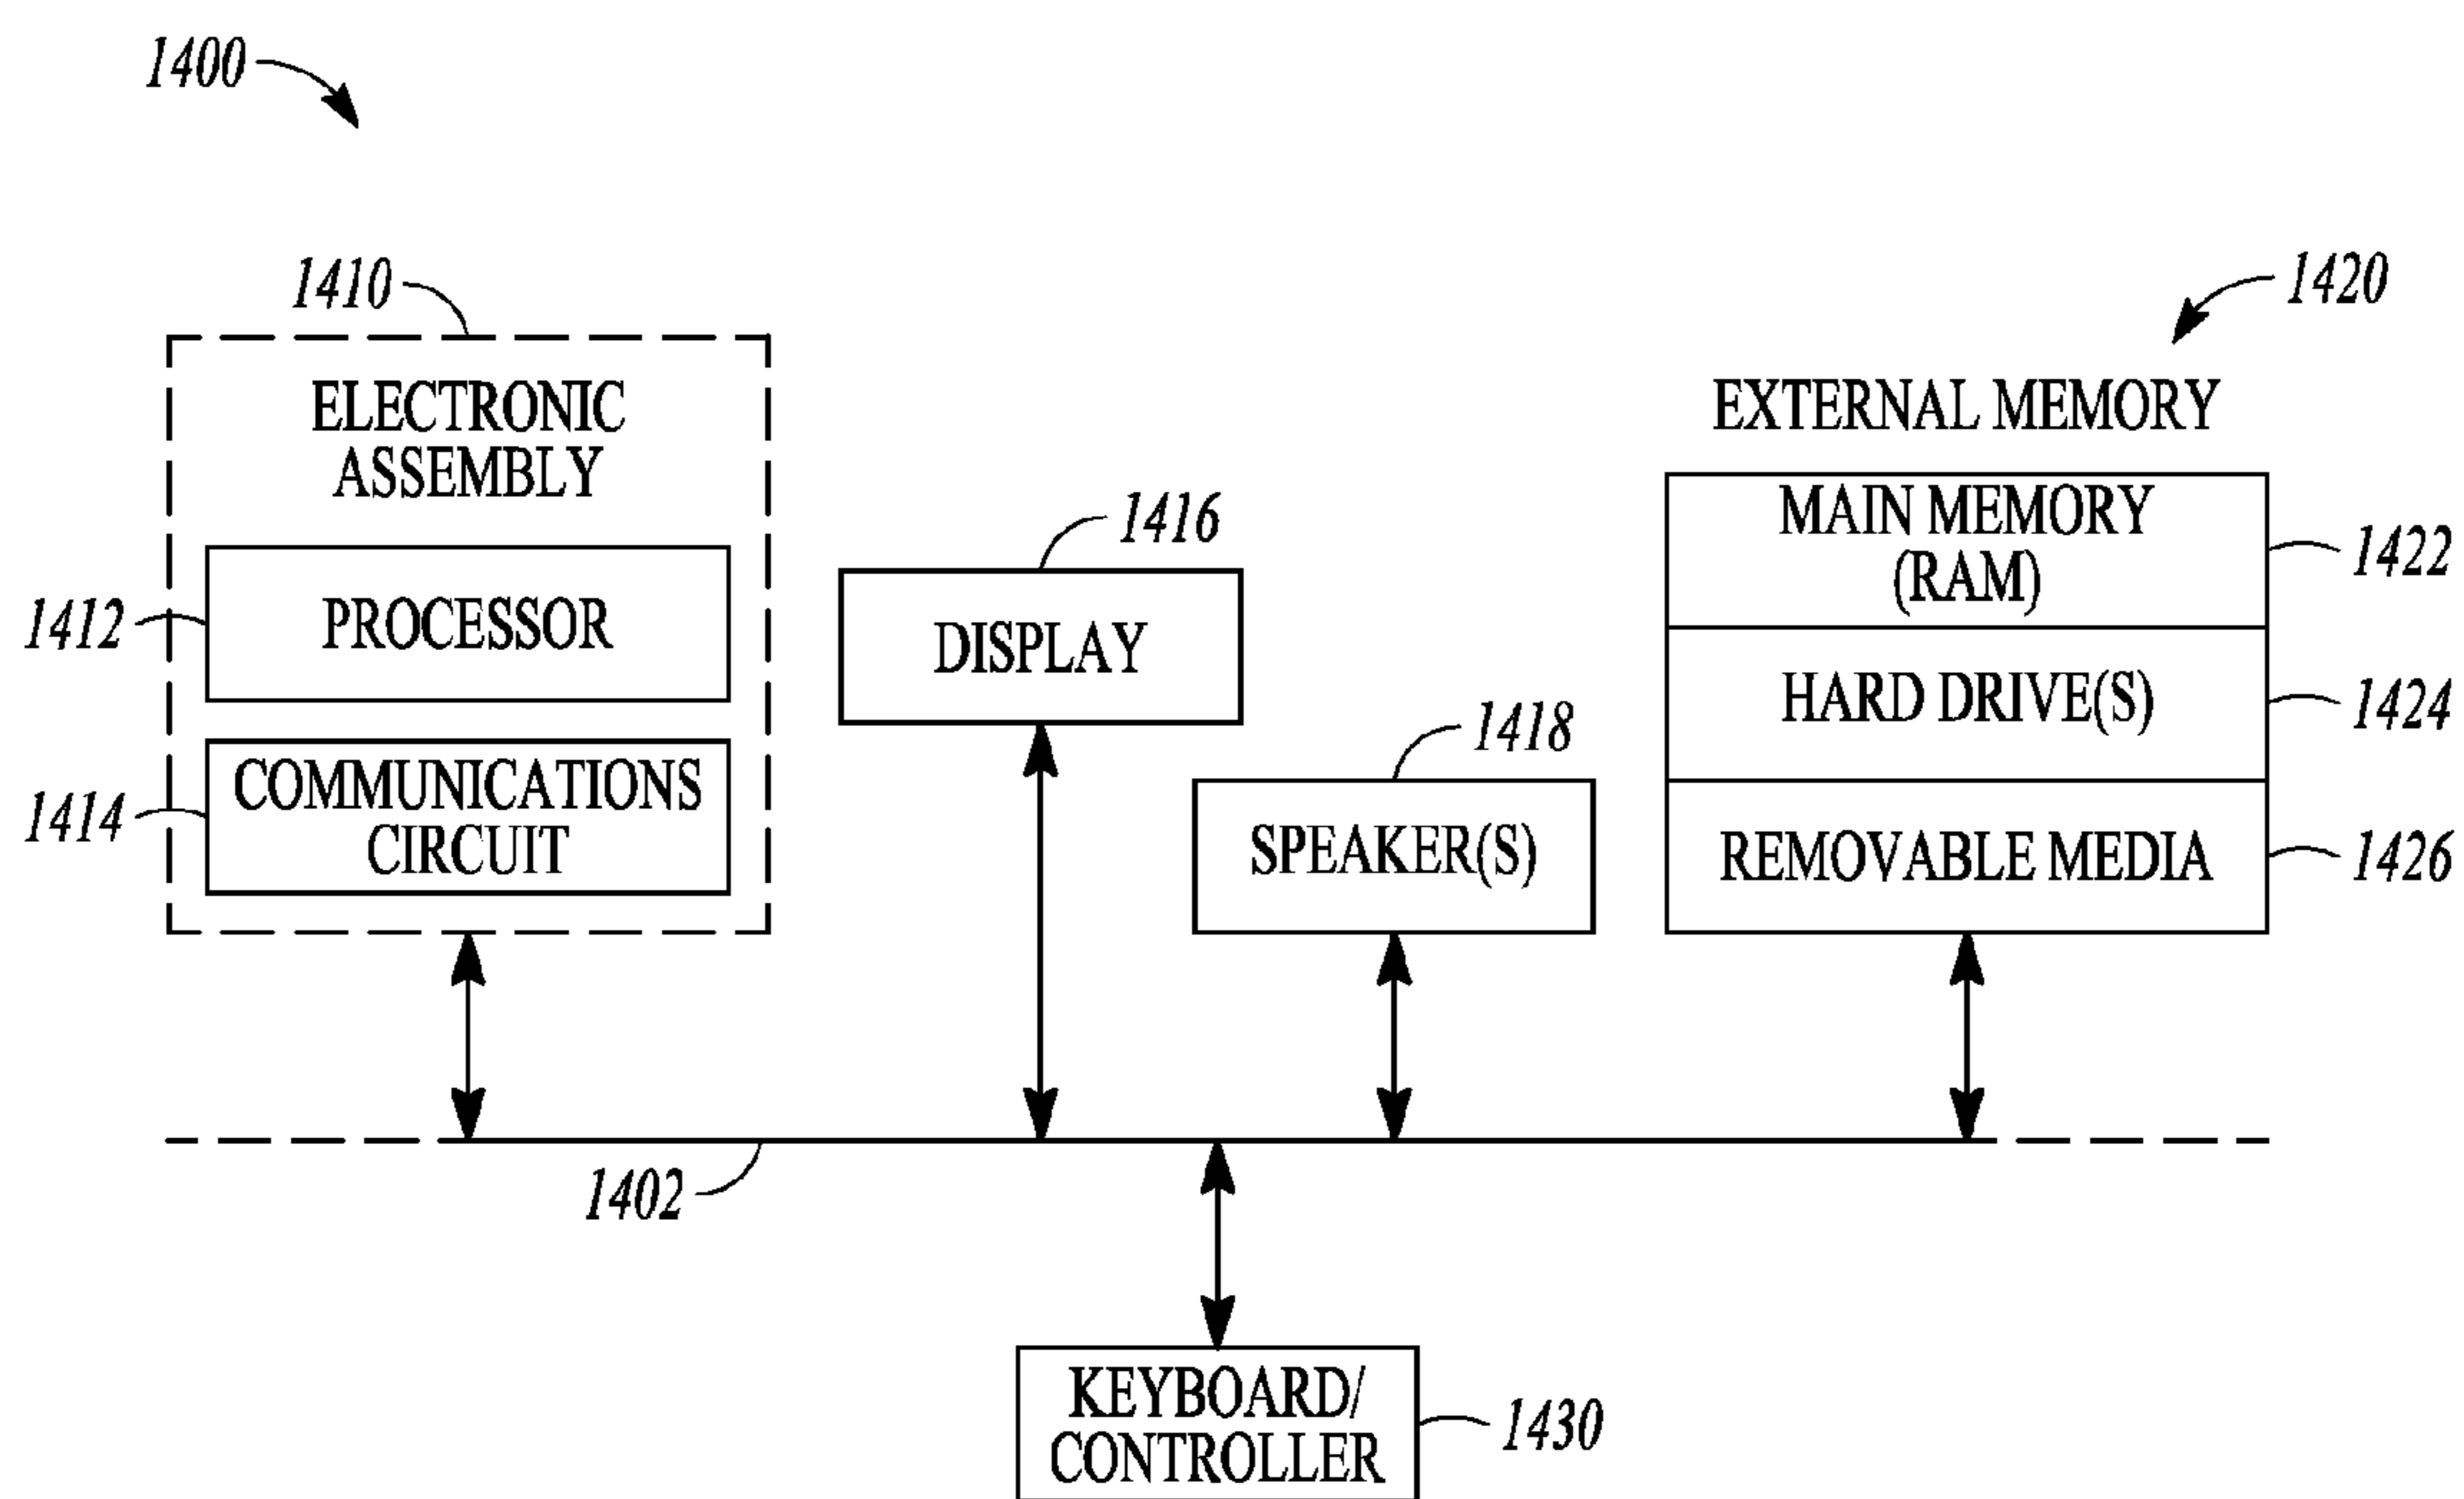 1400
1410
1420
ELECTRONIC
ASSEMBLY
EXTERNAL MEMORY
1416
MAIN MEMORY
(RAM)
1422
1412
PROCESSOR
DISPLAY
HARD DRIVE(S)
1424
1418
1414
COMMUNICATIONS
CIRCUIT
SPEAKER(S)
REMOVABLE MEDIA
1426
1402
KEYBOARD/
CONTROLLER
1430